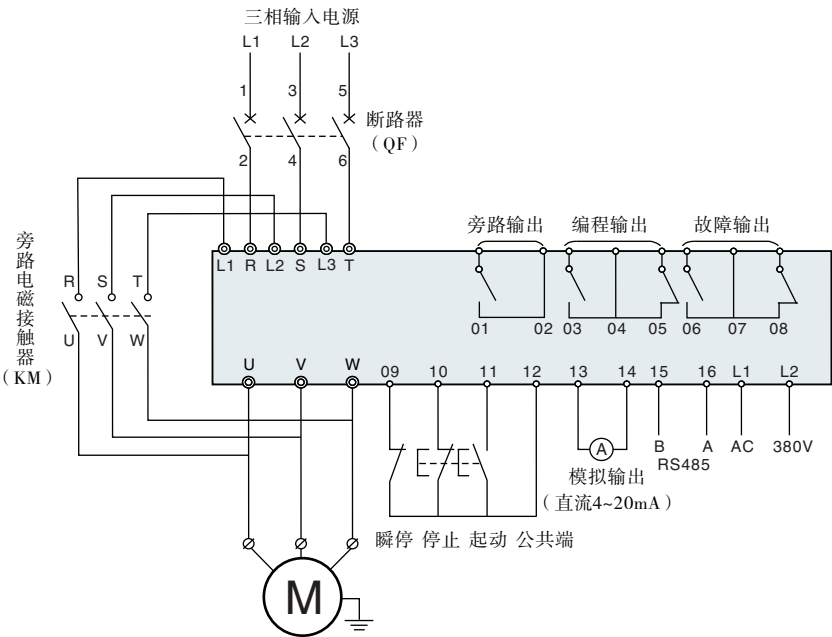 三相输入电源
L1 L2 L3
1 3 5
断路器
（QF）
2 4 6
旁路输出 编程输出 故障输出
L1 R L2 S L3 T
旁路电磁接触器
（KM）
R S T
U V W
01 02 03 04 05 06 07 08
U V W 09 10 11 12 13 14 15 16 L1 L2
A
B A AC 380V
RS485
模拟输出
（直流4~20mA）
瞬停 停止 起动 公共端
M